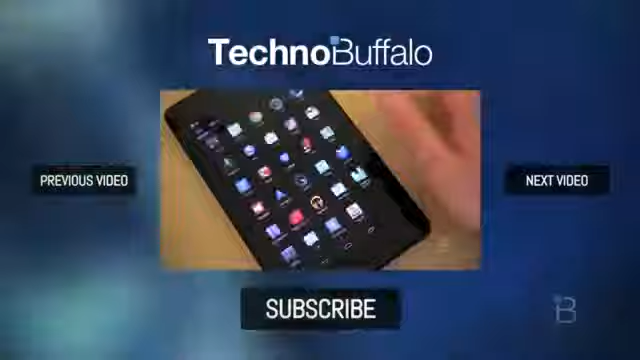 TechnoBuffalo
PREVIOUS VIDEO
NEXT VIDEO
SUBSCRIBE
B